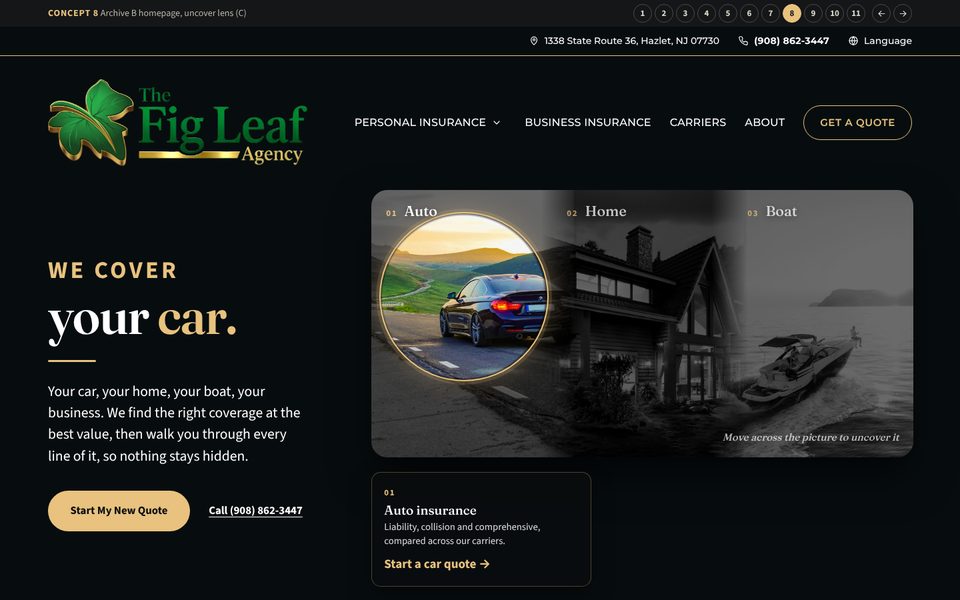 CONCEPT 8 Archive B homepage, uncover lens (C)
1 2 3 4 5 6 7 8 9 10 11 ← →
1338 State Route 36, Hazlet, NJ 07730 (908) 862-3447 Language
The
Fig Leaf
Agency
PERSONAL INSURANCE BUSINESS INSURANCE CARRIERS ABOUT GET A QUOTE
01 Auto 02 Home 03 Boat
WE COVER
your car.
Your car, your home, your boat, your
business. We find the right coverage at the
best value, then walk you through every
line of it, so nothing stays hidden.
Start My New Quote Call (908) 862-3447
Move across the picture to uncover it
01
Auto insurance
Liability, collision and comprehensive,
compared across our carriers.
Start a car quote →